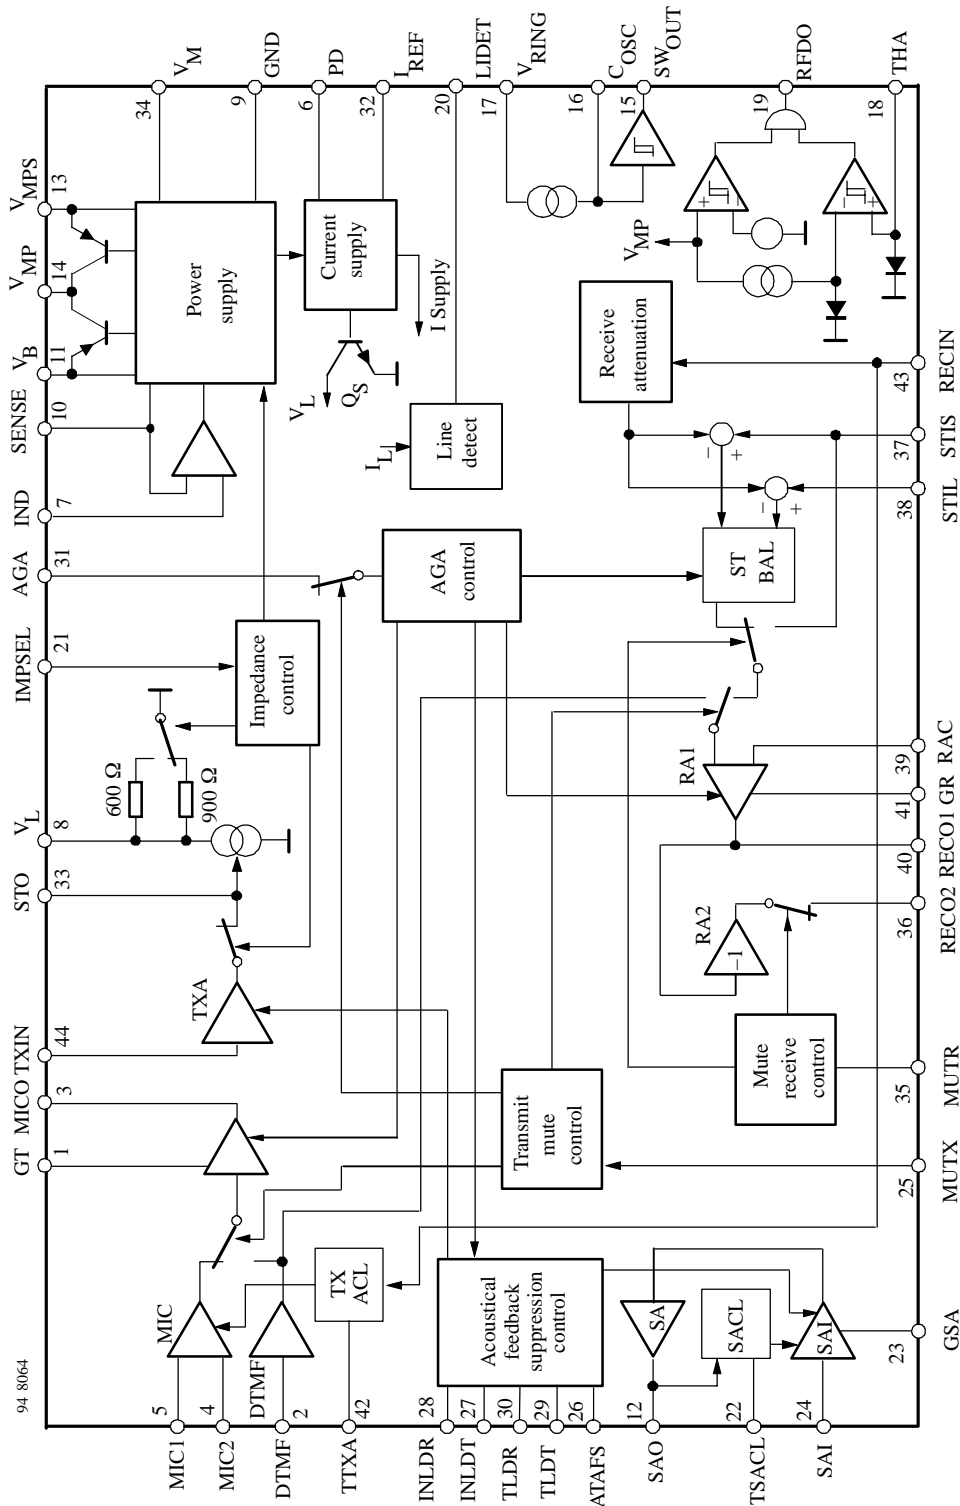 94 8064
GT
MICO
TXIN
STO
V_L
IMPSEL
AGA
IND
SENSE
V_B
V_MP
V_MPS
1
3
44
33
8
21
31
7
10
11
14
13
MIC1
5
MIC2
4
DTMF
2
TTXA
42
INLDR
28
INLDT
27
TLDR
30
TLDT
29
ATAFS
26
SAO
12
TSACL
22
SAI
24
34
V_M
9
GND
6
PD
32
I_REF
20
LIDET
17
V_RING
16
C_OSC
15
SW_OUT
19
RFDO
18
THA
23
GSA
25
MUTX
35
MUTR
36
RECO2
40
RECO1
41
GR
39
RAC
38
STIL
37
STIS
43
RECIN
MIC
DTMF
TX
ACL
TXA
600 Ω
900 Ω
Impedance
control
Power
supply
Current
supply
I Supply
V_L
Q_S
I_L
Line
detect
AGA
control
Acoustical
feedback
suppression
control
Transmit
mute
control
Mute
receive
control
SA
SACL
SAI
RA2
−1
RA1
ST
BAL
−
+
−
+
Receive
attenuation
V_MP
+
−
−
+